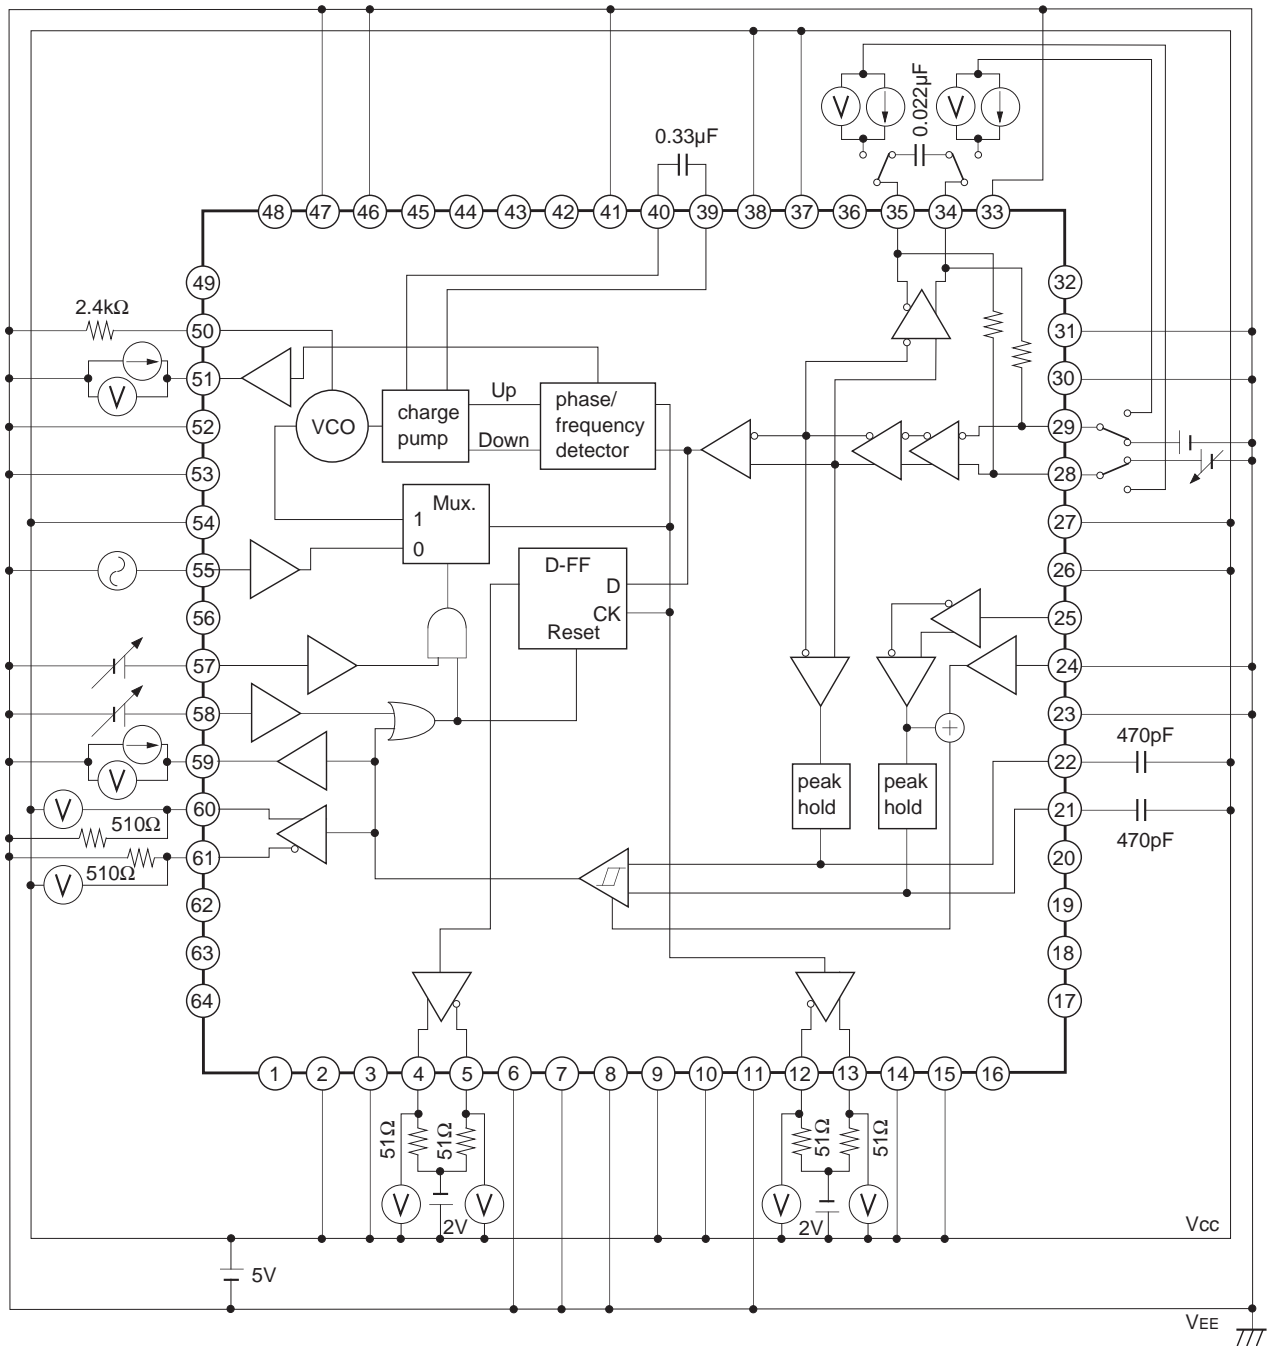 0.022µF
V
V
0.33µF
48 47 46 45 44 43 42 41 40 39 38 37 36 35 34 33
49
50
51
52
53
54
55
56
57
58
59
60
61
62
63
64
32
31
30
29
28
27
26
25
24
23
22
21
20
19
18
17
2.4kΩ
V
VCO
charge
pump
Up
Down
phase/
frequency
detector
Mux.
1
0
D-FF
D
CK
Reset
+
peak
hold
peak
hold
470pF
470pF
V
V
510Ω
510Ω
V
1 2 3 4 5 6 7 8 9 10 11 12 13 14 15 16
51Ω
51Ω
51Ω
51Ω
V
V
V
V
2V
2V
Vcc
5V
VEE